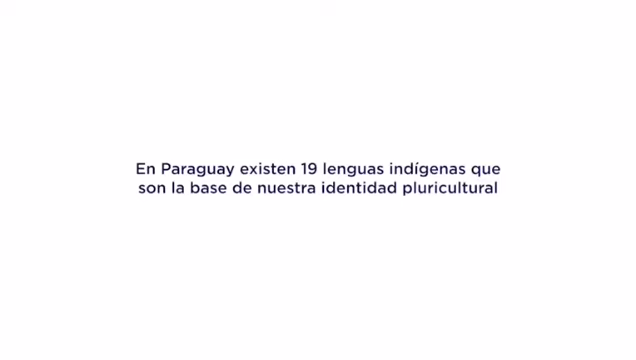 En Paraguay existen 19 lenguas indígenas que
son la base de nuestra identidad pluricultural